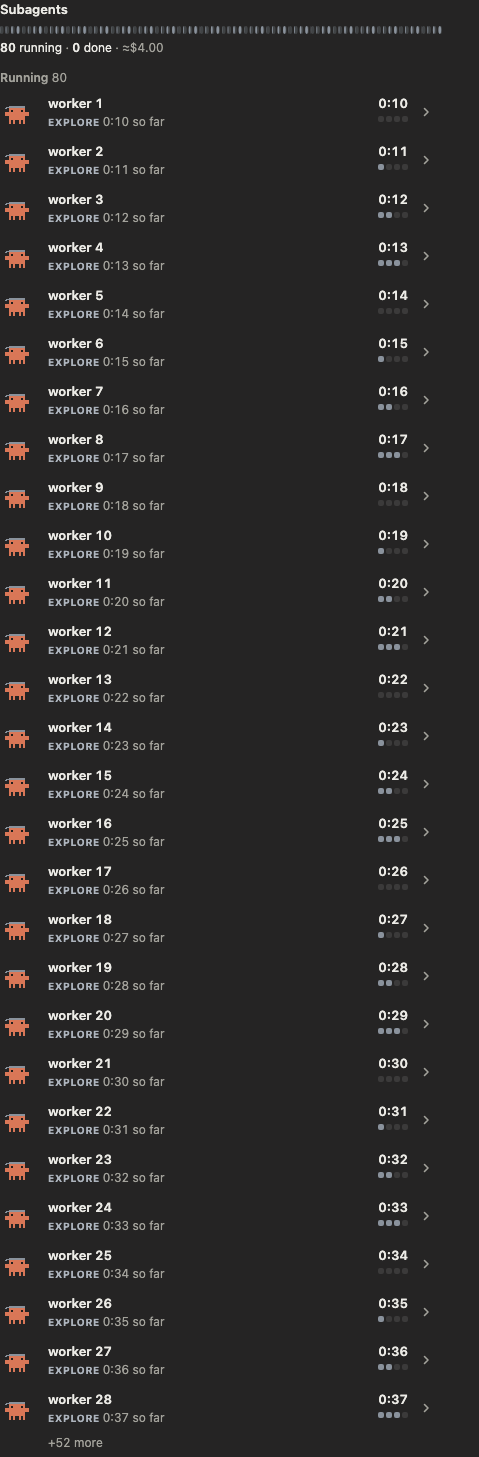 Subagents
80 running · 0 done · ≈$4.00
Running 80
worker 1 0:10
EXPLORE 0:10 so far
worker 2 0:11
EXPLORE 0:11 so far
worker 3 0:12
EXPLORE 0:12 so far
worker 4 0:13
EXPLORE 0:13 so far
worker 5 0:14
EXPLORE 0:14 so far
worker 6 0:15
EXPLORE 0:15 so far
worker 7 0:16
EXPLORE 0:16 so far
worker 8 0:17
EXPLORE 0:17 so far
worker 9 0:18
EXPLORE 0:18 so far
worker 10 0:19
EXPLORE 0:19 so far
worker 11 0:20
EXPLORE 0:20 so far
worker 12 0:21
EXPLORE 0:21 so far
worker 13 0:22
EXPLORE 0:22 so far
worker 14 0:23
EXPLORE 0:23 so far
worker 15 0:24
EXPLORE 0:24 so far
worker 16 0:25
EXPLORE 0:25 so far
worker 17 0:26
EXPLORE 0:26 so far
worker 18 0:27
EXPLORE 0:27 so far
worker 19 0:28
EXPLORE 0:28 so far
worker 20 0:29
EXPLORE 0:29 so far
worker 21 0:30
EXPLORE 0:30 so far
worker 22 0:31
EXPLORE 0:31 so far
worker 23 0:32
EXPLORE 0:32 so far
worker 24 0:33
EXPLORE 0:33 so far
worker 25 0:34
EXPLORE 0:34 so far
worker 26 0:35
EXPLORE 0:35 so far
worker 27 0:36
EXPLORE 0:36 so far
worker 28 0:37
EXPLORE 0:37 so far
+52 more